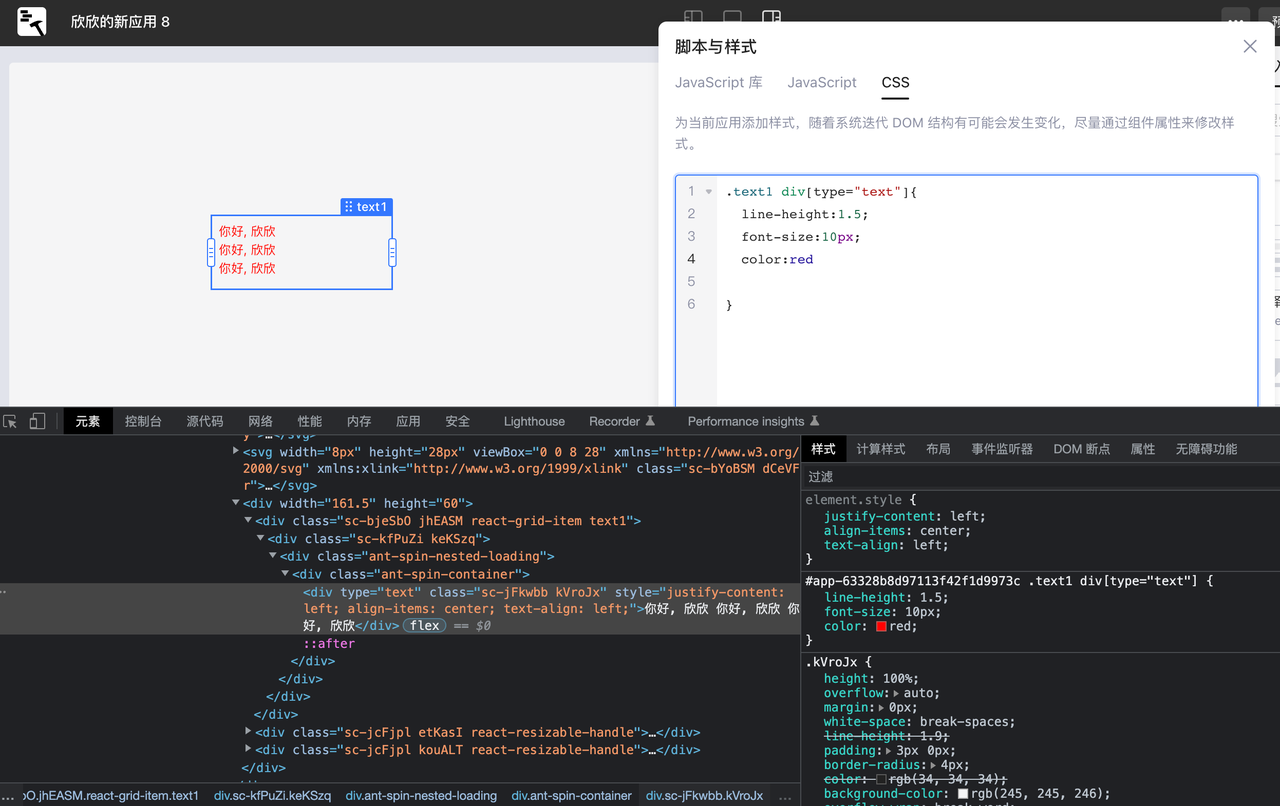 欣欣的新应用 8
脚本与样式
JavaScript 库 JavaScript CSS
为当前应用添加样式，随着系统迭代 DOM 结构有可能会发生变化，尽量通过组件属性来修改样
式。
1 .text1 div[type="text"]{
2 line-height:1.5;
3 font-size:10px;
4 color:red
5
6 }
text1
你好, 欣欣
你好, 欣欣
你好, 欣欣
元素 控制台 源代码 网络 性能 内存 应用 安全 Lighthouse Recorder Performance insights
y">…</svg>
<svg width="8px" height="28px" viewBox="0 0 8 28" xmlns="http://www.w3.org/
2000/svg" xmlns:xlink="http://www.w3.org/1999/xlink" class="sc-bYoBSM dCeVF
r">…</svg>
<div width="161.5" height="60">
<div class="sc-bjeSbO jhEASM react-grid-item text1">
<div class="sc-kfPuZi keKSzq">
<div class="ant-spin-nested-loading">
<div class="ant-spin-container">
<div type="text" class="sc-jFkwbb kVroJx" style="justify-content:
left; align-items: center; text-align: left;">你好, 欣欣 你好, 欣欣 你
好, 欣欣</div> flex == $0
::after
</div>
</div>
</div>
</div>
<div class="sc-jcFjpl etKasI react-resizable-handle">…</div>
<div class="sc-jcFjpl kouALT react-resizable-handle">…</div>
</div>
… bO.jhEASM.react-grid-item.text1 div.sc-kfPuZi.keKSzq div.ant-spin-nested-loading div.ant-spin-container div.sc-jFkwbb.kVroJx …
样式 计算样式 布局 事件监听器 DOM 断点 属性 无障碍功能
过滤
element.style {
justify-content: left;
align-items: center;
text-align: left;
}
#app-63328b8d97113f42f1d9973c .text1 div[type="text"] {
line-height: 1.5;
font-size: 10px;
color: red;
}
.kVroJx {
height: 100%;
overflow: auto;
margin: 0px;
white-space: break-spaces;
line-height: 1.9;
padding: 3px 0px;
border-radius: 4px;
color: rgb(34, 34, 34);
background-color: rgb(245, 245, 246);